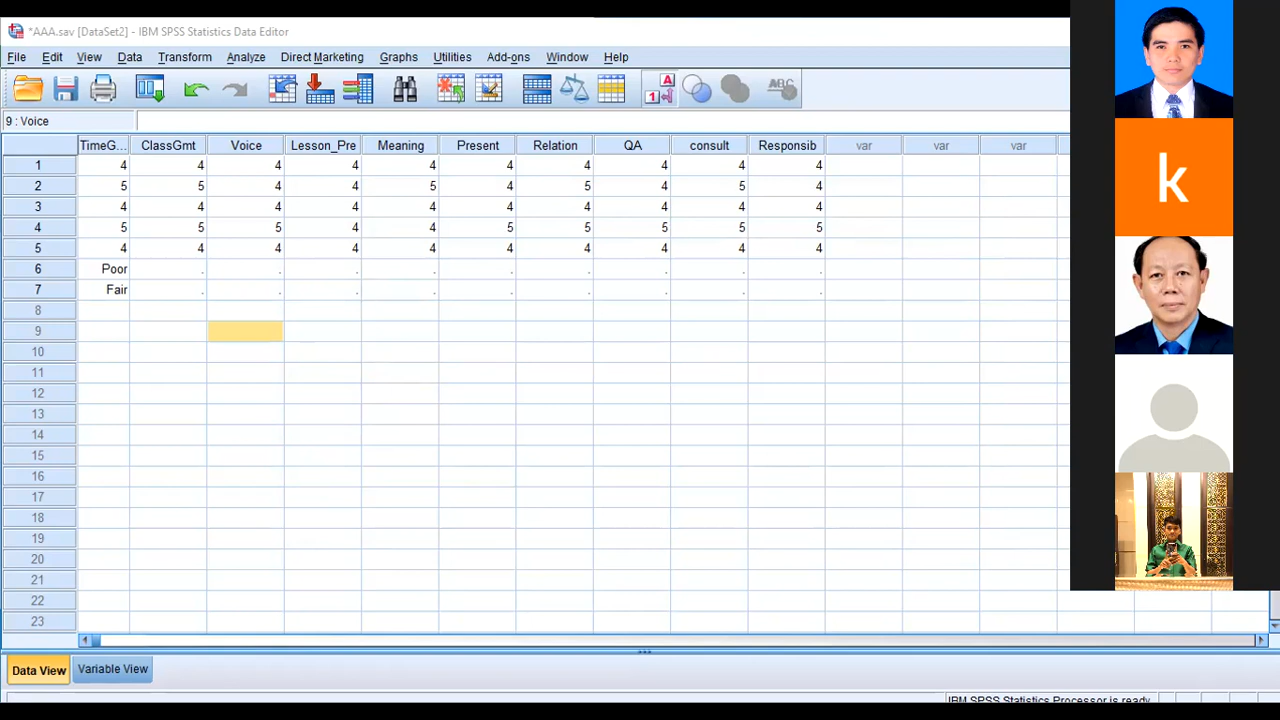 *AAA.sav [DataSet2] - IBM SPSS Statistics Data Editor
File Edit View Data Transform Analyze Direct Marketing Graphs Utilities Add-ons Window Help
A
1
ABC
9 : Voice
TimeG... ClassGmt Voice Lesson_Pre Meaning Present Relation QA consult Responsib var var var
1 4 4 4 4 4 4 4 4 4 4
2 5 5 4 4 5 4 5 4 5 4
3 4 4 4 4 4 4 4 4 4 4
4 5 5 5 4 4 5 5 5 5 5
5 4 4 4 4 4 4 4 4 4 4
6 Poor . . . . . . . . .
7 Fair . . . . . . . . .
8
9
10
11
12
13
14
15
16
17
18
19
20
21
22
23
k
Data View Variable View
IBM SPSS Statistics Processor is ready